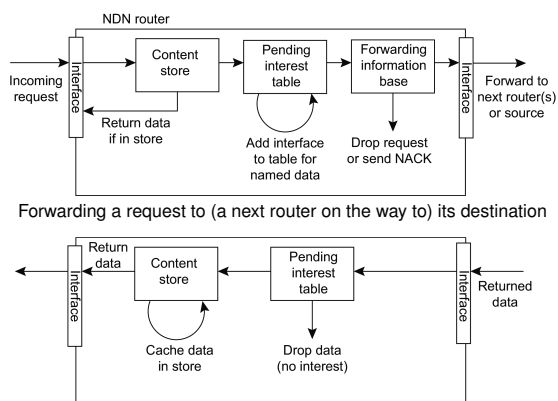 NDN router
Incoming
request
Interface
Content
store
Pending
interest
table
Forwarding
information
base
Interface
Forward to
next router(s)
or source
Return data
if in store
Add interface
to table for
named data
Drop request
or send NACK
Forwarding a request to (a next router on the way to) its destination
Return
data
Interface
Content
store
Pending
interest
table
Interface
Returned
data
Cache data
in store
Drop data
(no interest)